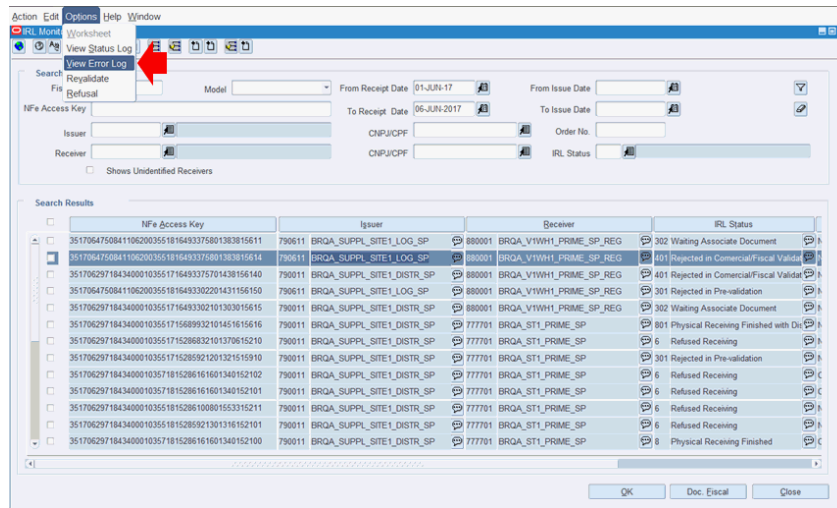 Action Edit Options Help Window
IRL Monit
Worksheet
View Status Log
View Error Log
Revalidate
Refusal
Search
Fis
Model
From Receipt Date 01-JUN-17
From Issue Date
NFe Access Key
To Receipt Date 06-JUN-2017
To Issue Date
Issuer
CNPJ/CPF
Order No.
Receiver
CNPJ/CPF
IRL Status
Shows Unidentified Receivers
Search Results
NFe Access Key Issuer Receiver IRL Status
35170647508411062003551816493375801383815611 790611 BRQA_SUPPL_SITE1_LOG_SP 880001 BRQA_V1WH1_PRIME_SP_REG 302 Waiting Associate Document
35170647508411062003551816493375801383815614 790611 BRQA_SUPPL_SITE1_LOG_SP 880001 BRQA_V1WH1_PRIME_SP_REG 401 Rejected in Comercial/Fiscal Validat
35170629718434000103551716493375701438156140 790011 BRQA_SUPPL_SITE1_DISTR_SP 880001 BRQA_V1WH1_PRIME_SP_REG 401 Rejected in Comercial/Fiscal Validat
35170629718434000103551716493302201431156150 790611 BRQA_SUPPL_SITE1_LOG_SP 880001 BRQA_V1WH1_PRIME_SP_REG 301 Rejected in Pre-validation
35170629718434000103551716493302101303015615 790011 BRQA_SUPPL_SITE1_DISTR_SP 880001 BRQA_V1WH1_PRIME_SP_REG 302 Waiting Associate Document
35170629718434000103551715689932101451615616 790011 BRQA_SUPPL_SITE1_DISTR_SP 777701 BRQA_ST1_PRIME_SP 801 Physical Receiving Finished with Dis
35170629718434000103551715286832101370615210 790011 BRQA_SUPPL_SITE1_DISTR_SP 777701 BRQA_ST1_PRIME_SP 6 Refused Receiving
35170629718434000103551715285921201321515910 790011 BRQA_SUPPL_SITE1_DISTR_SP 777701 BRQA_ST1_PRIME_SP 301 Rejected in Pre-validation
35170629718434000103571815286161601340152102 790011 BRQA_SUPPL_SITE1_DISTR_SP 777701 BRQA_ST1_PRIME_SP 6 Refused Receiving
35170629718434000103571815286161601340152101 790011 BRQA_SUPPL_SITE1_DISTR_SP 777701 BRQA_ST1_PRIME_SP 6 Refused Receiving
35170629718434000103551815286100801553315211 790011 BRQA_SUPPL_SITE1_DISTR_SP 777701 BRQA_ST1_PRIME_SP 6 Refused Receiving
35170629718434000103551815285921301316152101 790011 BRQA_SUPPL_SITE1_DISTR_SP 777701 BRQA_ST1_PRIME_SP 6 Refused Receiving
35170629718434000103571815286161601340152100 790011 BRQA_SUPPL_SITE1_DISTR_SP 777701 BRQA_ST1_PRIME_SP 8 Physical Receiving Finished
OK Doc. Fiscal Close